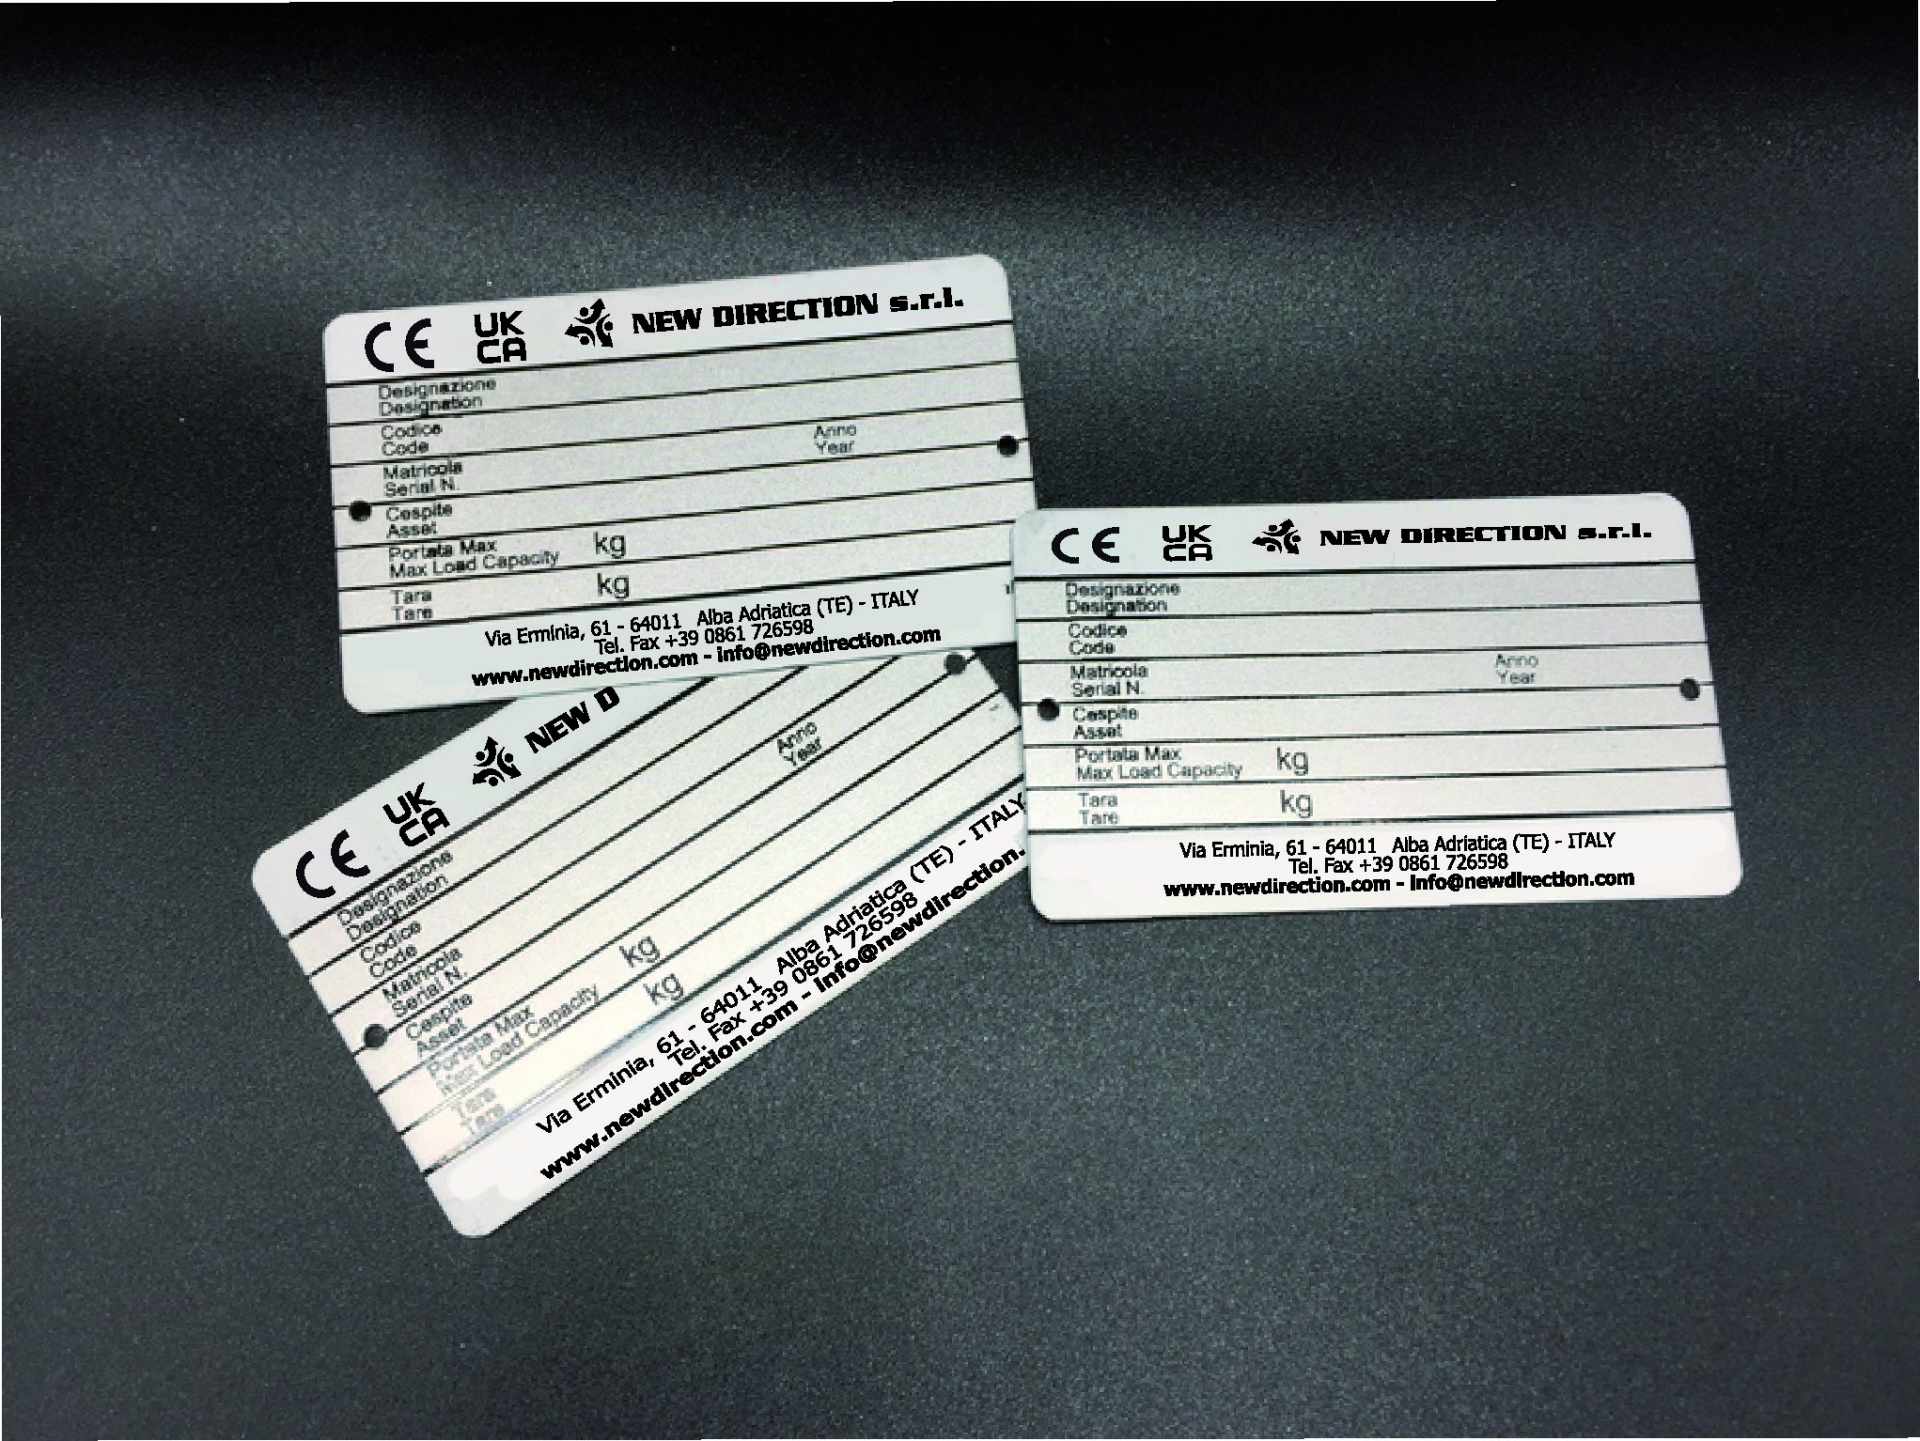 CE UK CA NEW DIRECTION s.r.l.
Designazione
Designation
Codice
Code
Anno
Year
Matricola
Serial N.
Cespite
Asset
Portata Max
Max Load Capacity kg
Tara
Tare kg
Via Erminia, 61 - 64011 Alba Adriatica (TE) - ITALY
Tel. Fax +39 0861 726598
www.newdirection.com - info@newdirection.com
CE UK CA NEW DIRECTION s.r.l.
Designazione
Designation
Codice
Code
Matricola
Serial N.
Anno
Year
Cespite
Asset
Portata Max
Max Load Capacity kg
Tara
Tare kg
Via Erminia, 61 - 64011 Alba Adriatica (TE) - ITALY
Tel. Fax +39 0861 726598
www.newdirection.com - info@newdirection.com
CE UK CA NEW D
Designazione
Designation
Codice
Code
Anno
Year
Matricola
Serial N.
Cespite
Asset
Portata Max
Max Load Capacity kg
Tara
Tare kg
Via Erminia, 61 - 64011 Alba Adriatica (TE) - ITALY
Tel. Fax +39 0861 726598
www.newdirection.com - info@newdirection.